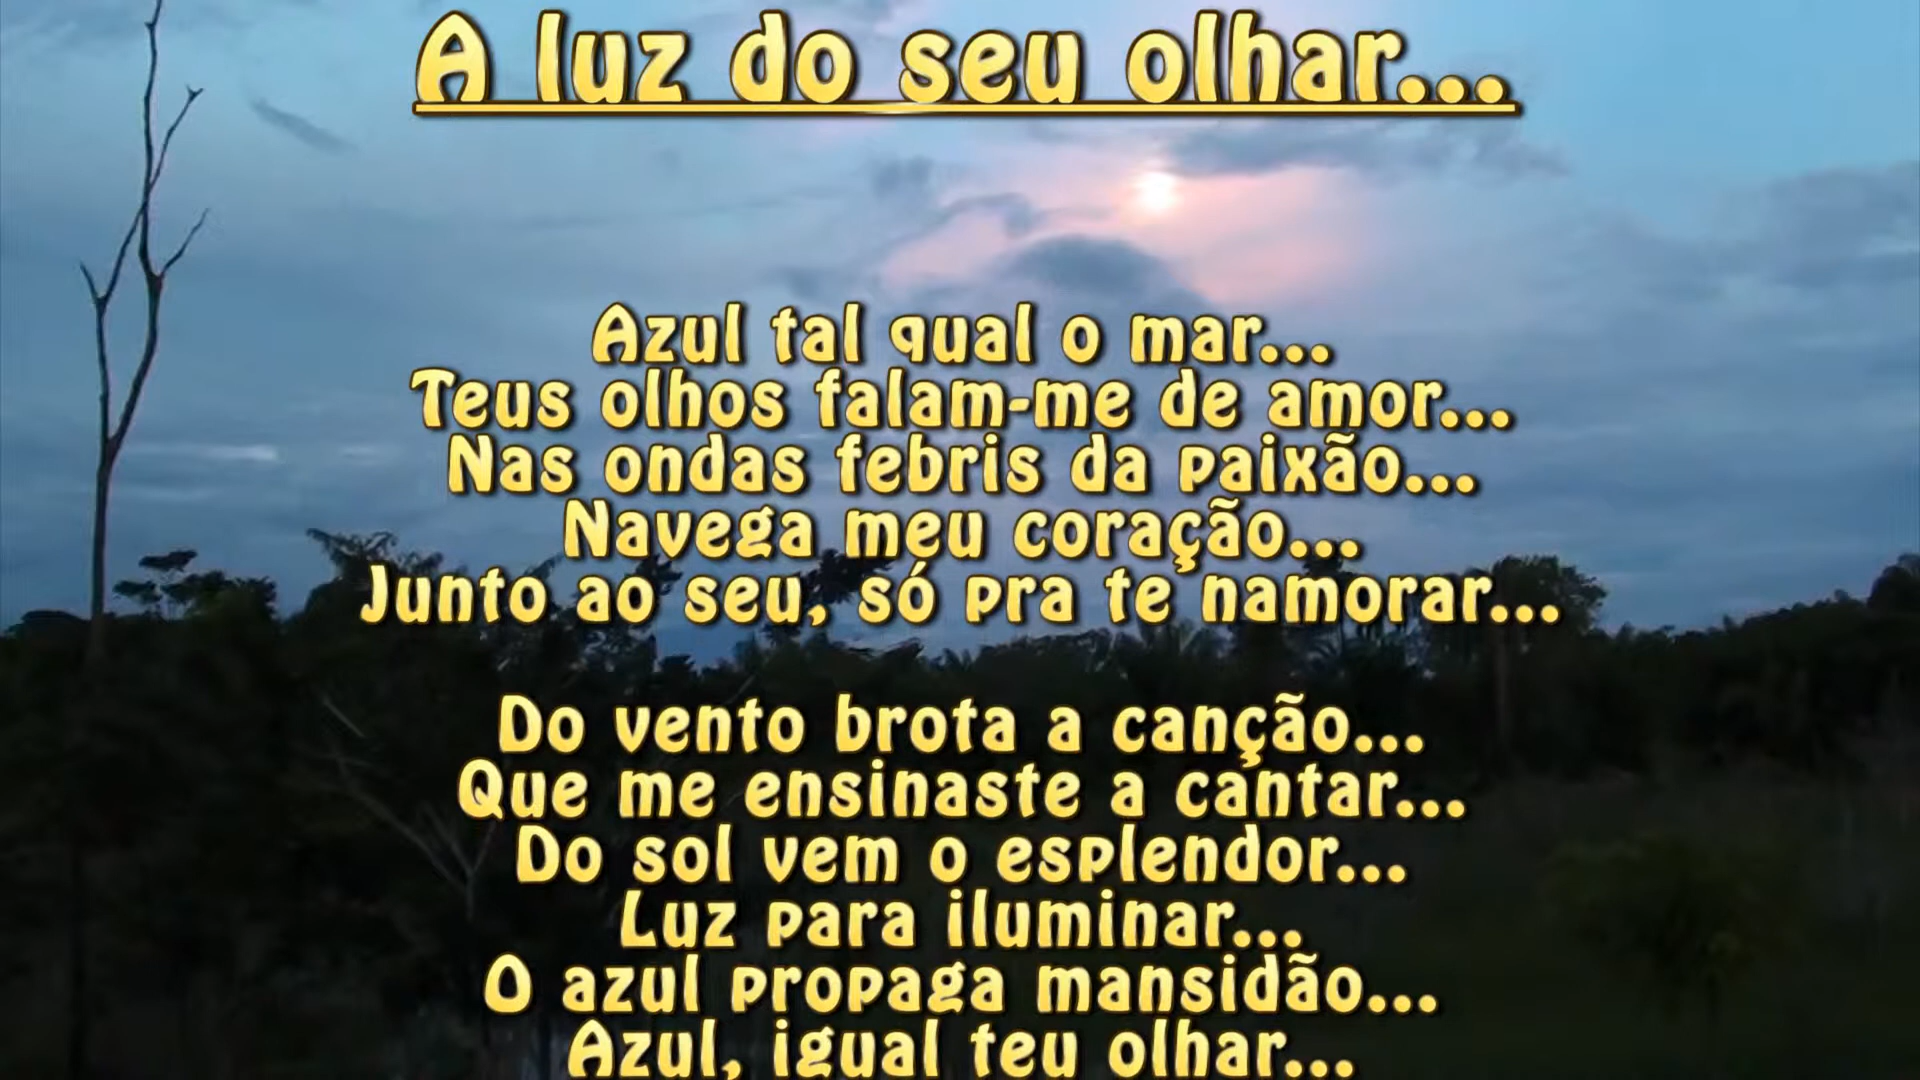 A luz do seu olhar...
Azul tal qual o mar...
Teus olhos falam-me de amor...
Nas ondas febris da paixão...
Navega meu coração...
Junto ao seu, só pra te namorar...
Do vento brota a canção...
Que me ensinaste a cantar...
Do sol vem o esplendor...
Luz para iluminar...
O azul propaga mansidão...
Azul, igual teu olhar...